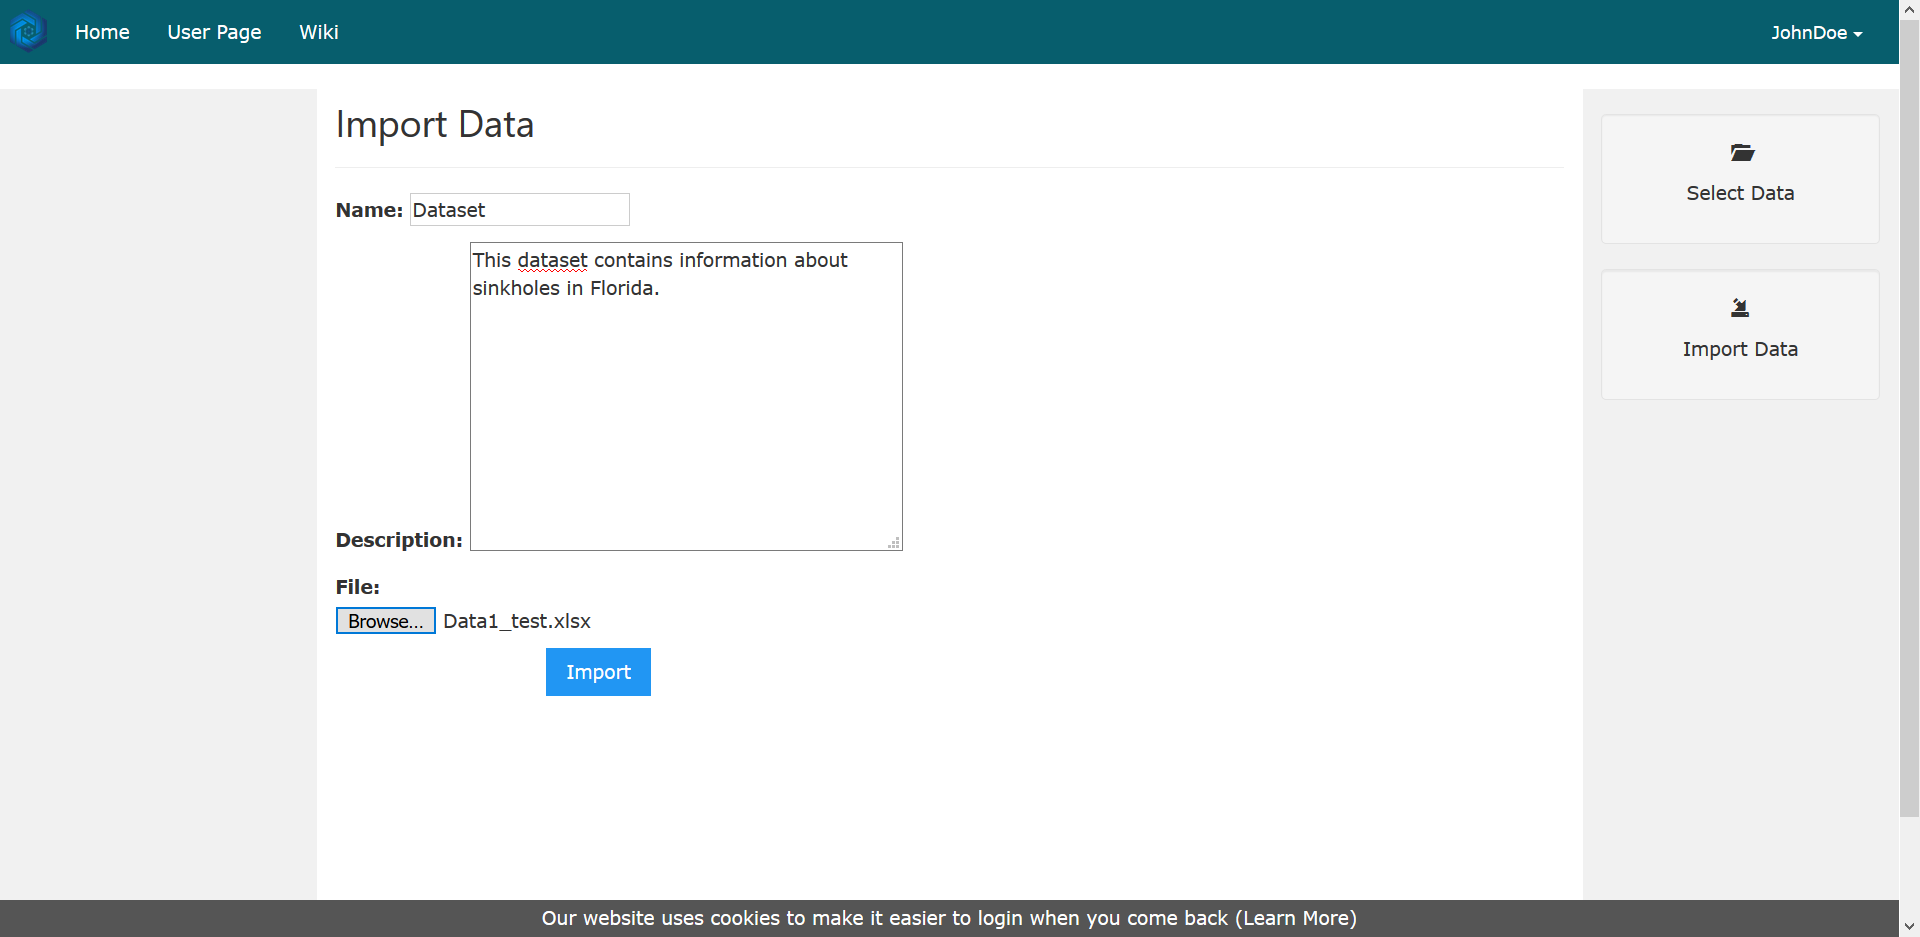 Home User Page Wiki JohnDoe
Import Data
Name: Dataset
This dataset contains information about
sinkholes in Florida.
Description:
File:
Browse... Data1_test.xlsx
Import
Select Data
Import Data
Our website uses cookies to make it easier to login when you come back (Learn More)